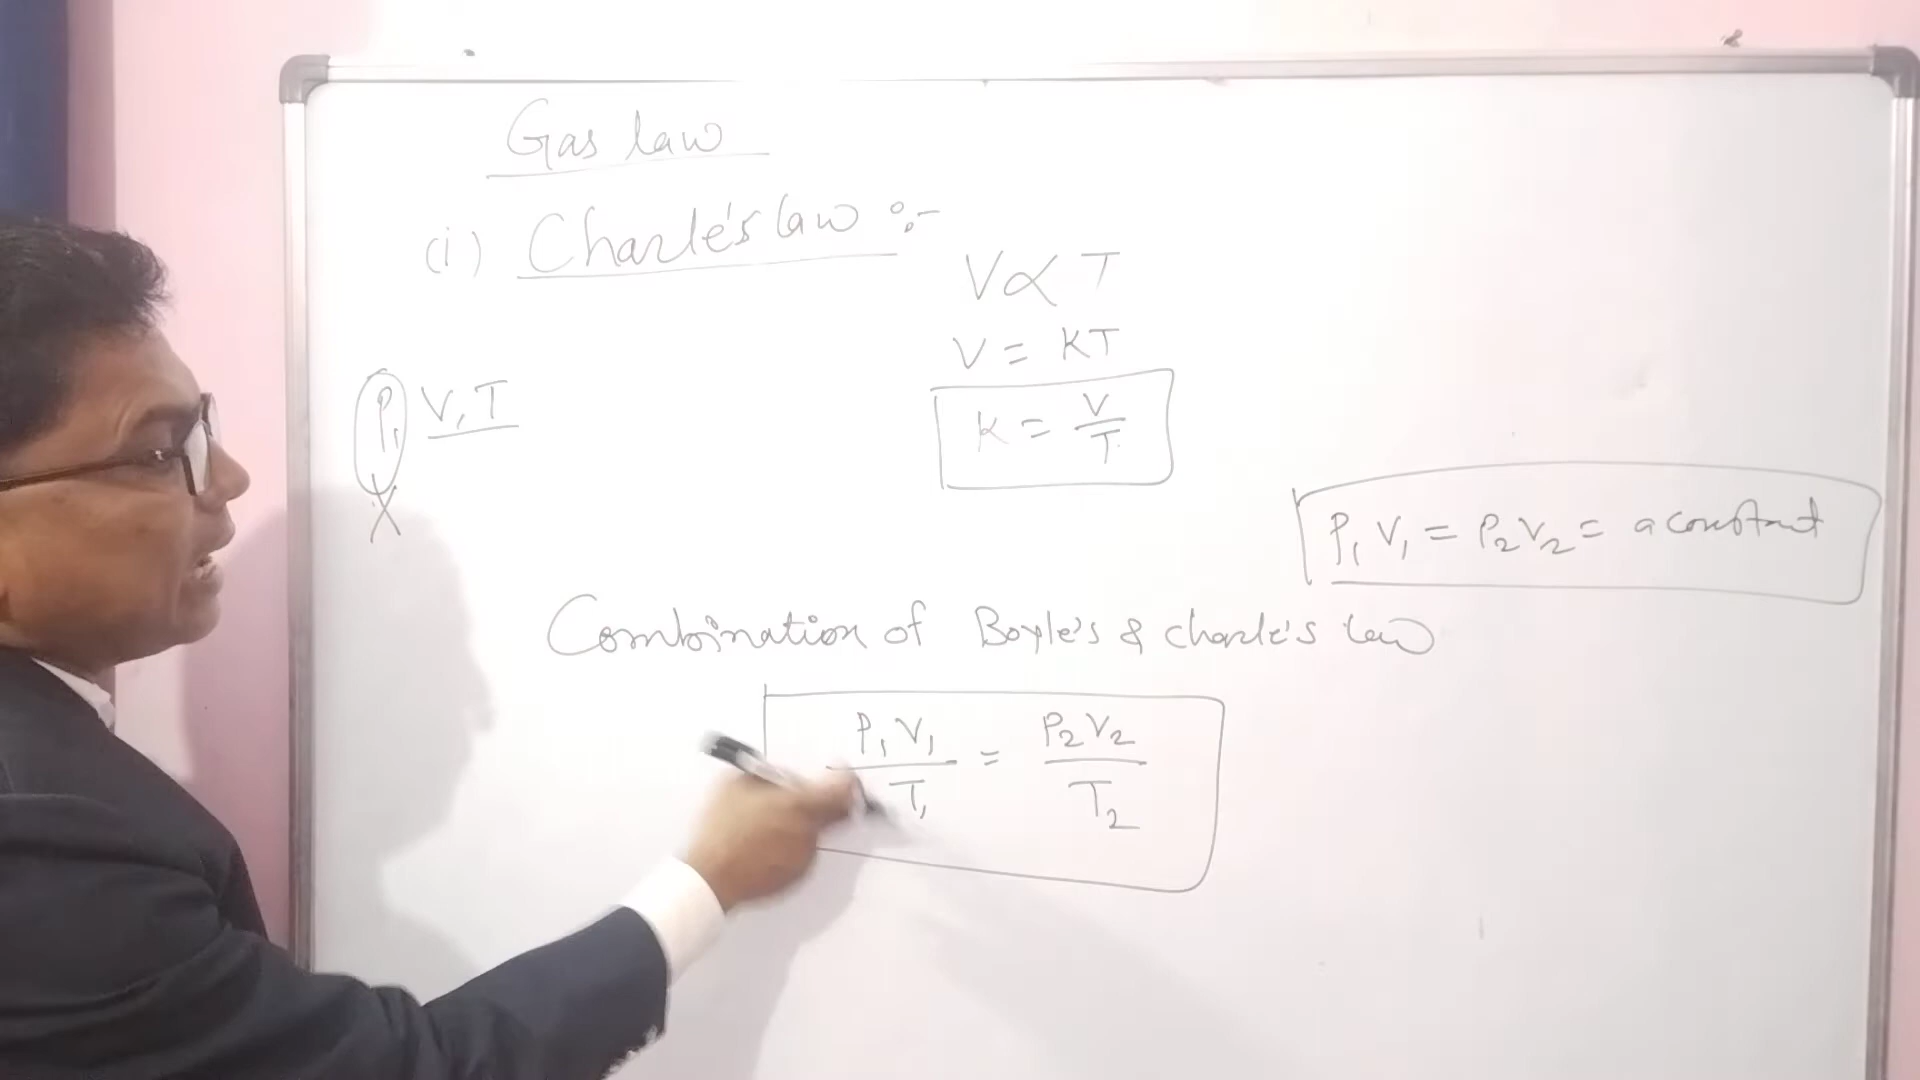 Gas law
(i) Charle's law :-
V ∝ T
V = KT
P, V, T
K = V/T
P₁ V₁ = P₂ V₂ = a constant
Combination of Boyle's & charle's law
P₁ V₁ / T₁ = P₂ V₂ / T₂